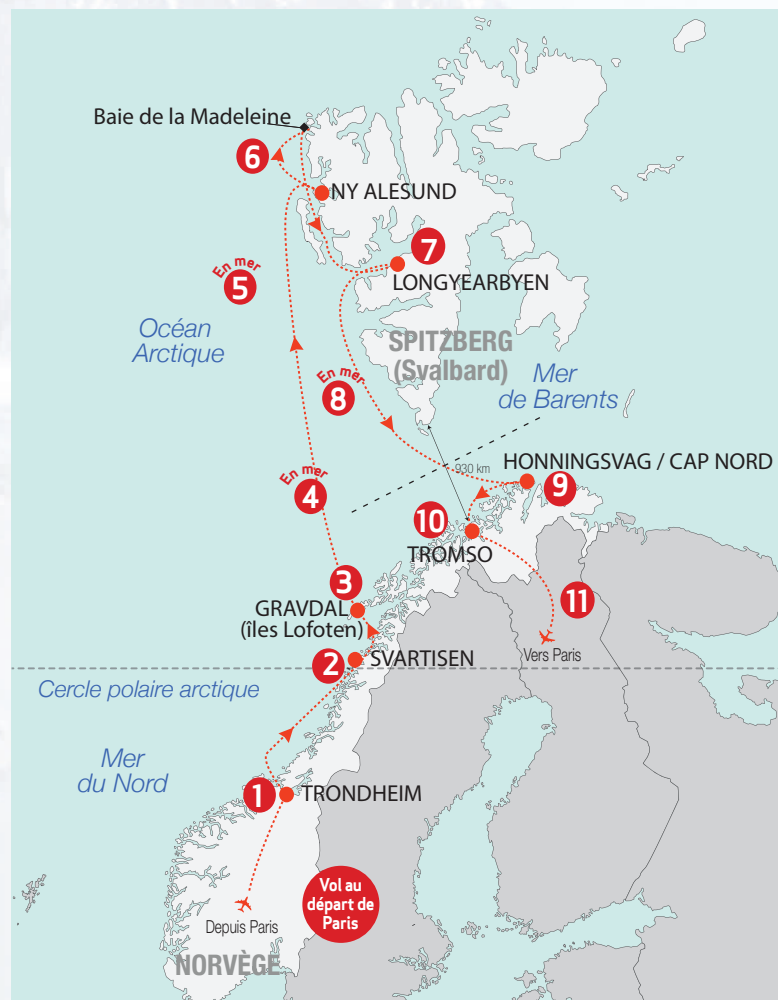 Baie de la Madeleine
6
NY ALESUND
7
LONGYEARBYEN
En mer
5
Océan
Arctique
SPITZBERG
(Svalbard)
En mer
8
Mer
de Barents
930 km
HONNINGSVAG / CAP NORD
9
En mer
4
10
TROMSO
3
GRAVDAL
(îles Lofoten)
11
Vers Paris
2
SVARTISEN
Cercle polaire arctique
Mer
du Nord
1
TRONDHEIM
Vol au
départ de
Paris
Depuis Paris
NORVÈGE